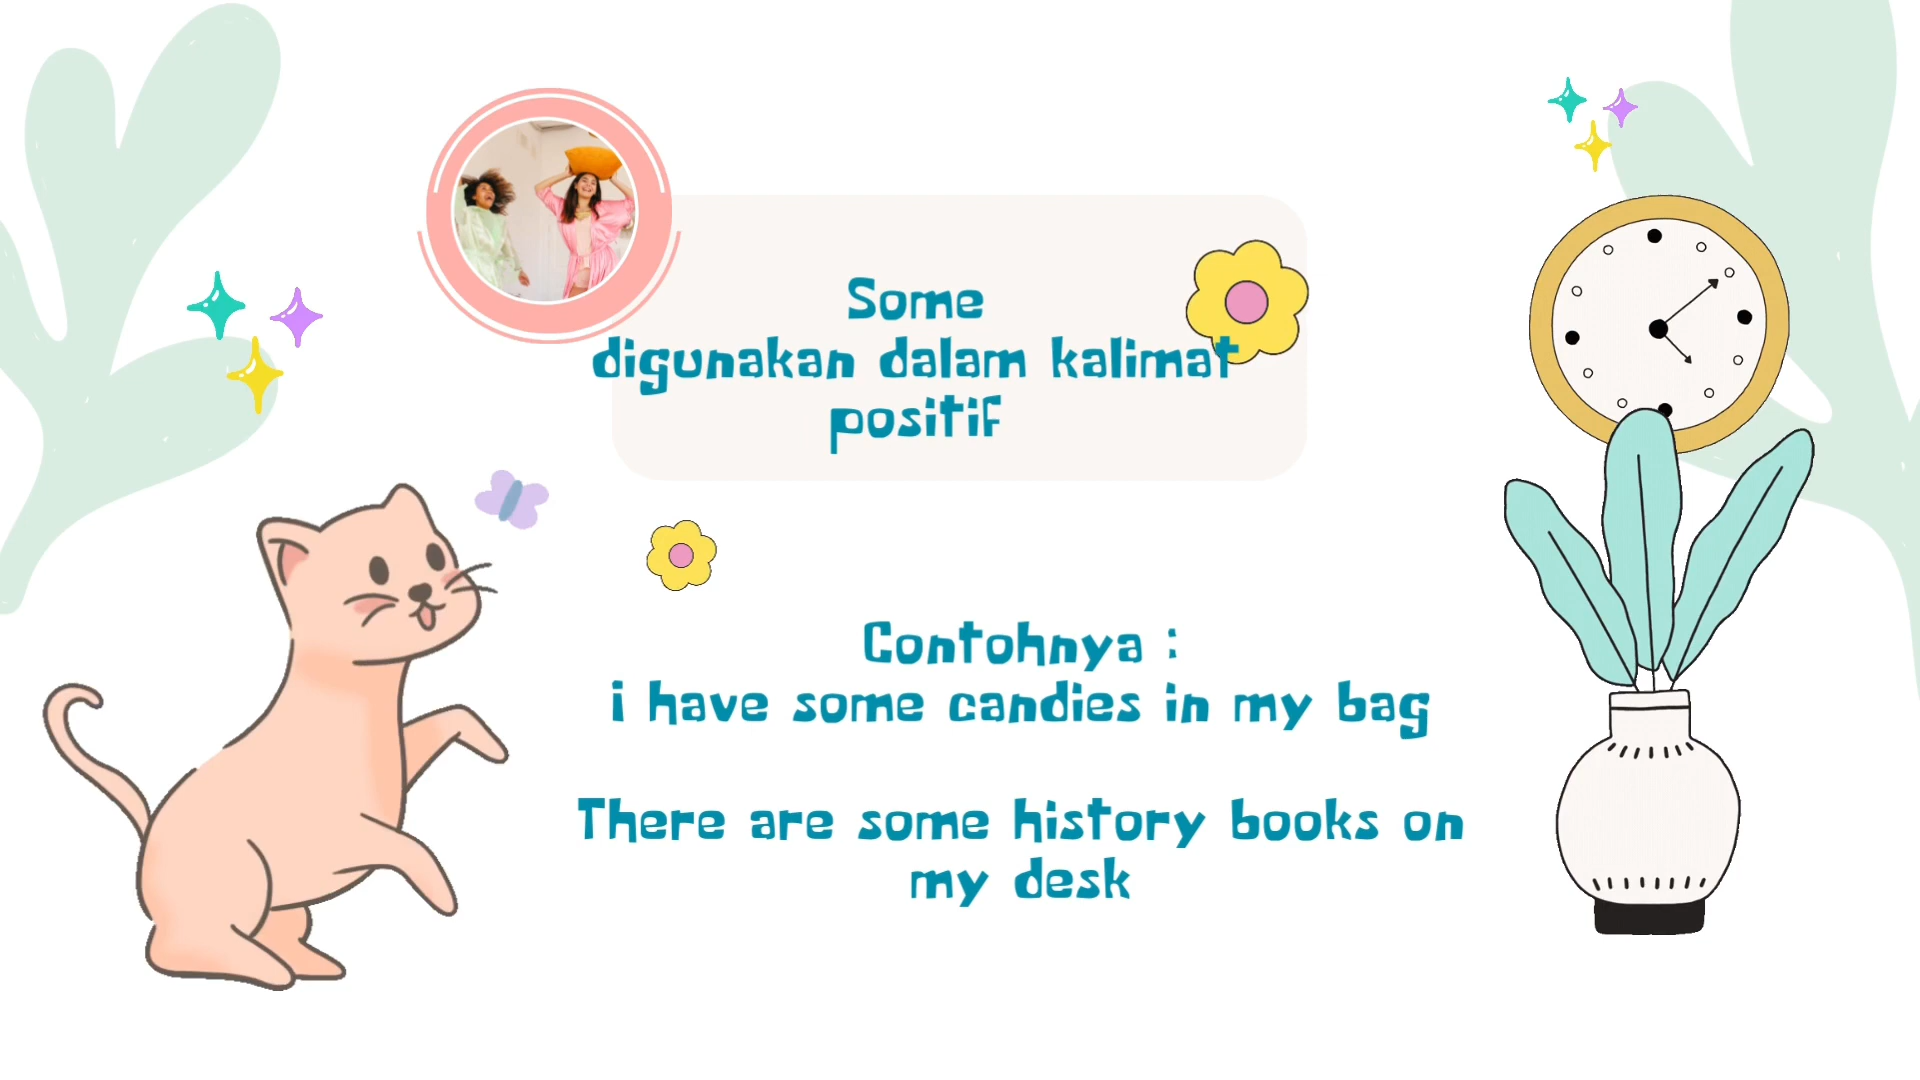 Some
digunakan dalam kalimat
positif
Contohnya :
i have some candies in my bag
There are some history books on
my desk